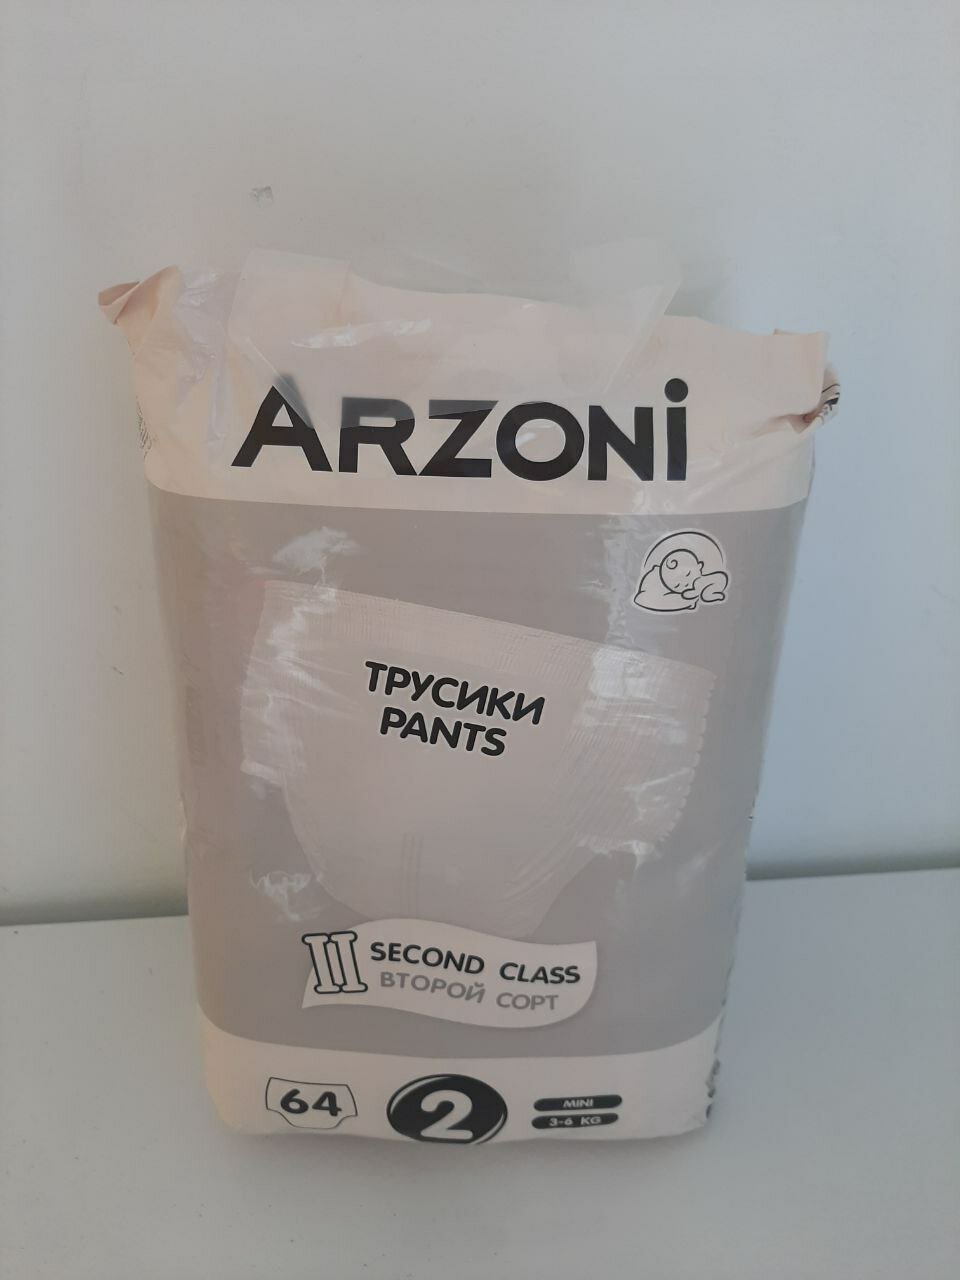 ARZONi
ТРУСИКИ
PANTS
II SECOND CLASS
ВТОРОЙ СОРТ
64
2
MINI
3-6 KG